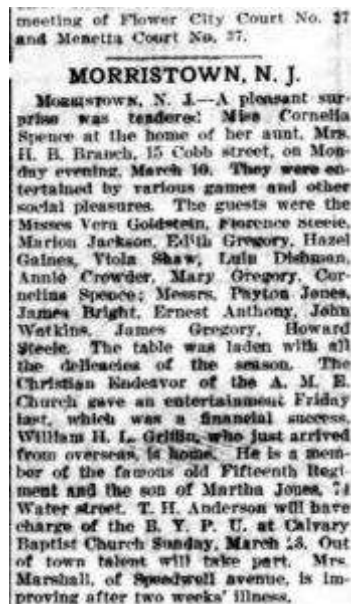 meeting of Flower City Court No. 27
and Menetta Court No. 37.
MORRISTOWN, N. J.
MORRISTOWN, N. J.—A pleasant sur-
prise was tendered Miss Cornelia
Spence at the home of her aunt, Mrs.
H. B. Branch, 15 Cobb street, on Mon-
day evening, March 10. They were en-
tertained by various games and other
social pleasures. The guests were the
Misses Vera Goldstein, Florence Steele,
Marion Jackson, Edith Gregory, Hazel
Gaines, Viola Shaw, Lula Dishman,
Annie Crowder, Mary Gregory, Cor-
nelius Spence; Messrs. Payton Jones,
James Bright, Ernest Anthony, John
Watkins, James Gregory, Howard
Steele. The table was laden with all
the delicacies of the season. The
Christian Endeavor of the A. M. E.
Church gave an entertainment Friday
last, which was a financial success.
William H. L. Griffin, who just arrived
from overseas, is home. He is a mem-
ber of the famous old Fifteenth Regi-
ment and the son of Martha Jones,
Water street. T. H. Anderson will have
charge of the B. Y. P. U. at Calvary
Baptist Church Sunday, March 23. Out
of town talent will take part. Mrs.
Marshall, of Speedwell avenue, is im-
proving after two weeks' illness.